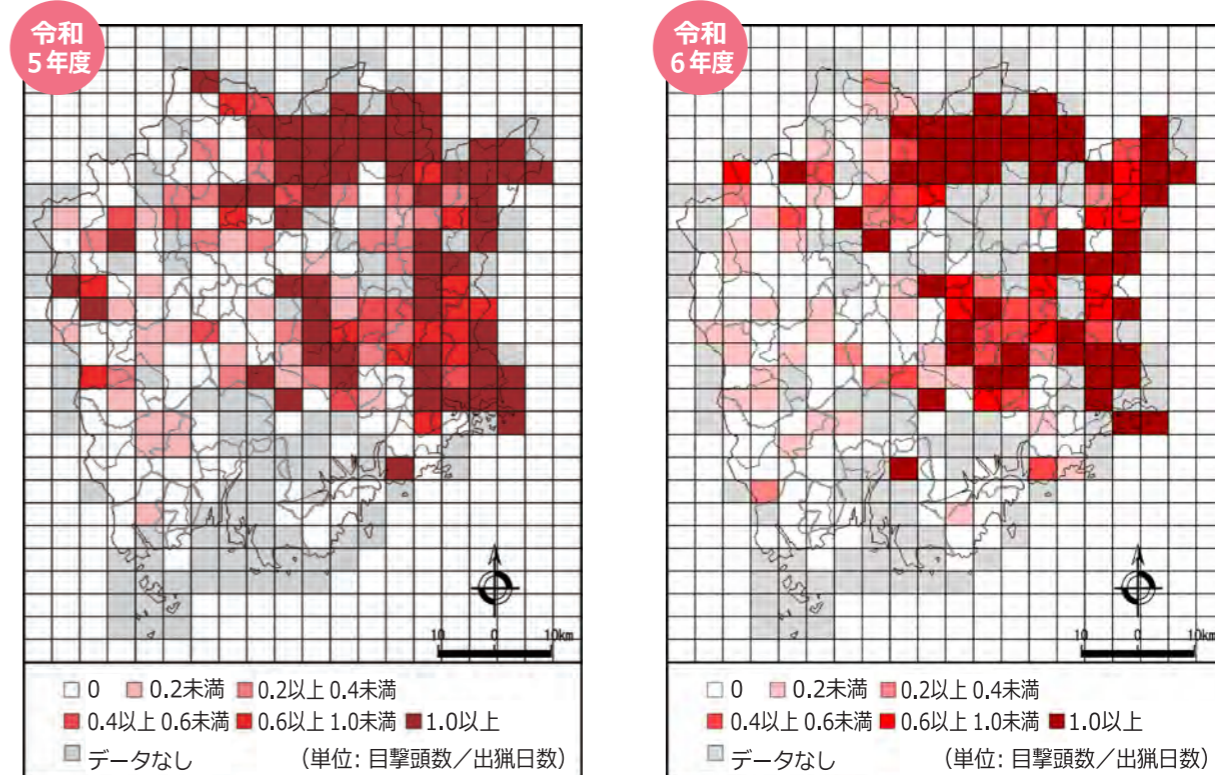 令和
5年度
10 0 10km
0 0.2未満 0.2以上 0.4未満
0.4以上 0.6未満 0.6以上 1.0未満 1.0以上
データなし (単位: 目撃頭数/出猟日数)
令和
6年度
10 0 10km
0 0.2未満 0.2以上 0.4未満
0.4以上 0.6未満 0.6以上 1.0未満 1.0以上
データなし (単位: 目撃頭数/出猟日数)